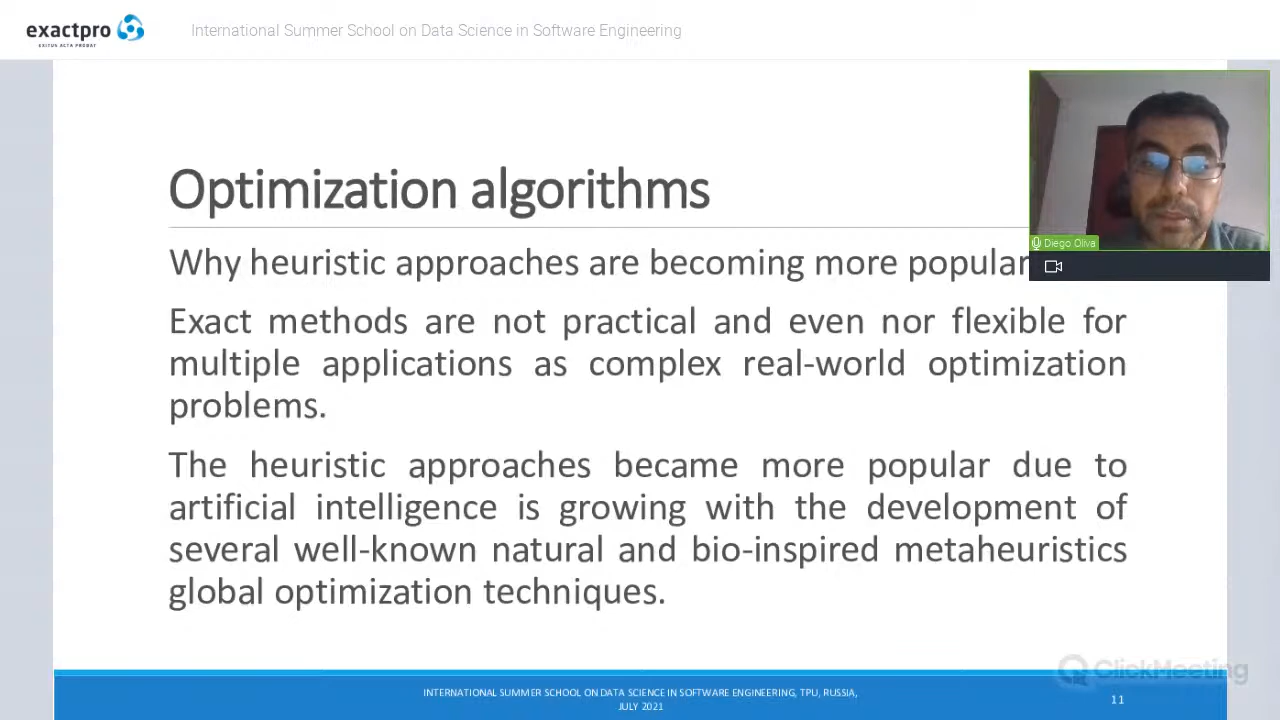 exactpro
EXITUS ACTA PROBAT
International Summer School on Data Science in Software Engineering
Optimization algorithms
Why heuristic approaches are becoming more popular
Exact methods are not practical and even nor flexible for
multiple applications as complex real-world optimization
problems.
The heuristic approaches became more popular due to
artificial intelligence is growing with the development of
several well-known natural and bio-inspired metaheuristics
global optimization techniques.
Diego Oliva
ClickMeeting
INTERNATIONAL SUMMER SCHOOL ON DATA SCIENCE IN SOFTWARE ENGINEERING, TPU, RUSSIA,
JULY 2021
11